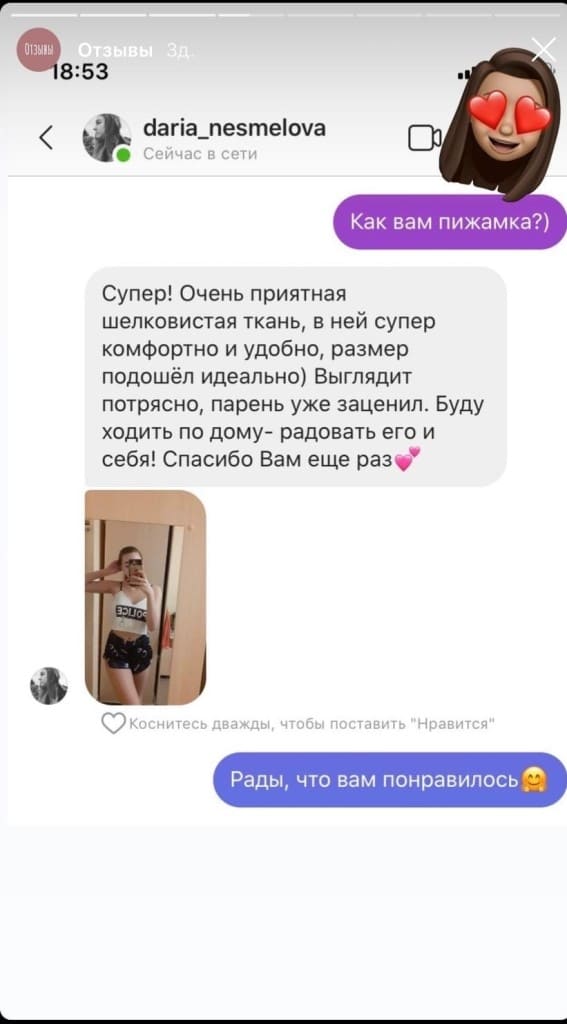 ОТЗЫВЫ
Отзывы 3д.
18:53
daria_nesmelova
Сейчас в сети
Как вам пижамка?)
Супер! Очень приятная
шелковистая ткань, в ней супер
комфортно и удобно, размер
подошёл идеально) Выглядит
потрясно, парень уже заценил. Буду
ходить по дому- радовать его и
себя! Спасибо Вам еще раз💕
POLICE
Коснитесь дважды, чтобы поставить "Нравится"
Рады, что вам понравилось🤗